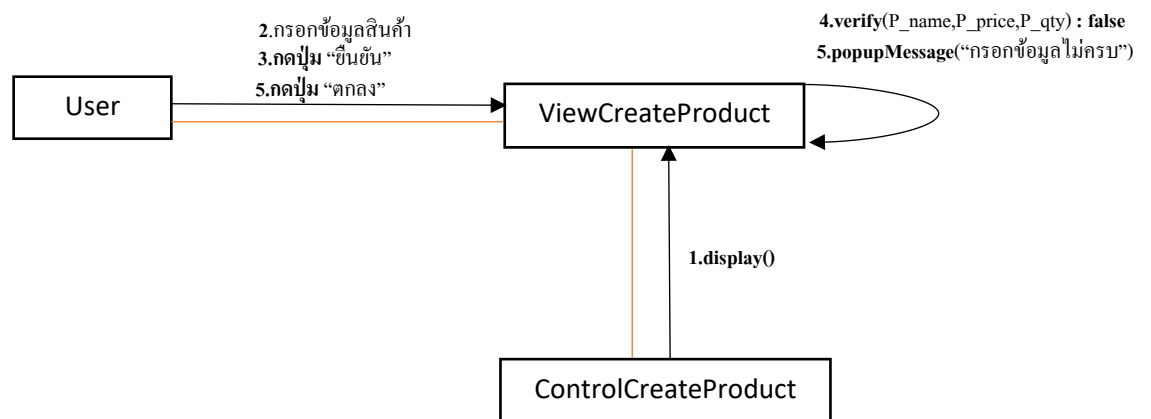 2.กรอกข้อมูลสินค้า
3.กดปุ่ม “ยืนยัน”
5.กดปุ่ม “ตกลง”
4.verify(P_name,P_price,P_qty) : false
5.popupMessage(“กรอกข้อมูลไม่ครบ”)
User
ViewCreateProduct
1.display()
ControlCreateProduct